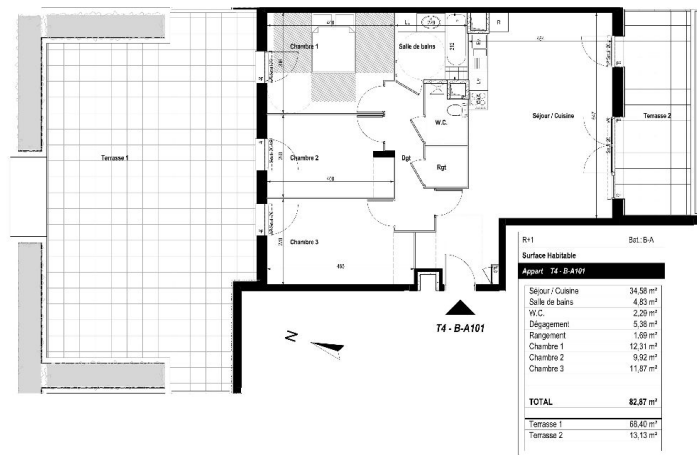 Chambre 1
Salle de bains
R
W.C.
Séjour / Cuisine
Terrasse 2
Terrasse 1
Chambre 2
Dgt
Rgt
Chambre 3
N
T4 - B-A101
R+1 Bat.: B-A
Surface Habitable
Appart T4 - B-A101
Séjour / Cuisine 34,58 m²
Salle de bains 4,83 m²
W.C. 2,29 m²
Dégagement 5,38 m²
Rangement 1,69 m²
Chambre 1 12,31 m²
Chambre 2 9,92 m²
Chambre 3 11,87 m²
TOTAL 82,87 m²
Terrasse 1 68,40 m²
Terrasse 2 13,13 m²